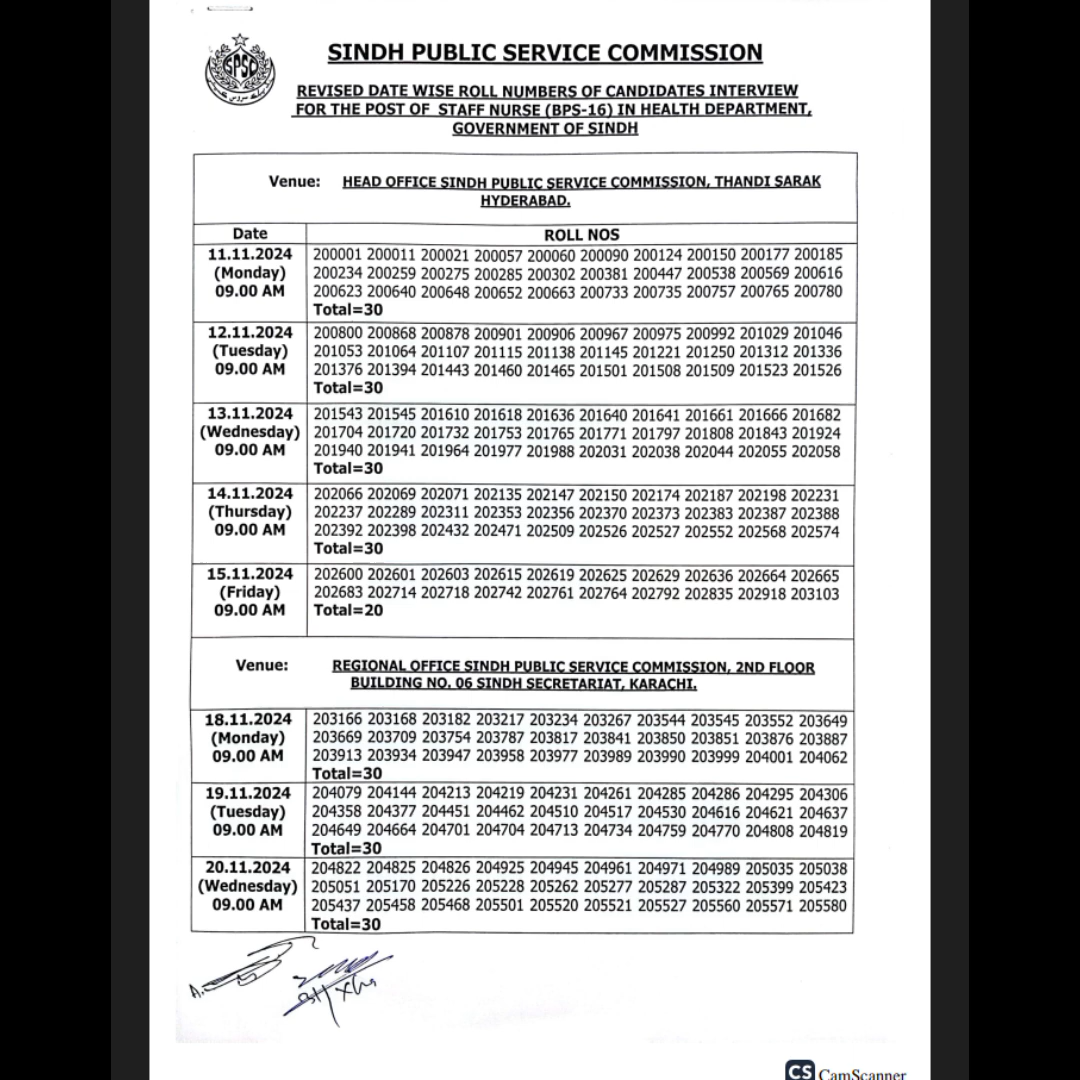 SPSC
SINDH PUBLIC SERVICE COMMISSION
REVISED DATE WISE ROLL NUMBERS OF CANDIDATES INTERVIEW
FOR THE POST OF STAFF NURSE (BPS-16) IN HEALTH DEPARTMENT,
GOVERNMENT OF SINDH
Venue: HEAD OFFICE SINDH PUBLIC SERVICE COMMISSION, THANDI SARAK
HYDERABAD.
Date ROLL NOS
11.11.2024 200001 200011 200021 200057 200060 200090 200124 200150 200177 200185
(Monday) 200234 200259 200275 200285 200302 200381 200447 200538 200569 200616
09.00 AM 200623 200640 200648 200652 200663 200733 200735 200757 200765 200780
Total=30
12.11.2024 200800 200868 200878 200901 200906 200967 200975 200992 201029 201046
(Tuesday) 201053 201064 201107 201115 201138 201145 201221 201250 201312 201336
09.00 AM 201376 201394 201443 201460 201465 201501 201508 201509 201523 201526
Total=30
13.11.2024 201543 201545 201610 201618 201636 201640 201641 201661 201666 201682
(Wednesday) 201704 201720 201732 201753 201765 201771 201797 201808 201843 201924
09.00 AM 201940 201941 201964 201977 201988 202031 202038 202044 202055 202058
Total=30
14.11.2024 202066 202069 202071 202135 202147 202150 202174 202187 202198 202231
(Thursday) 202237 202289 202311 202353 202356 202370 202373 202383 202387 202388
09.00 AM 202392 202398 202432 202471 202509 202526 202527 202552 202568 202574
Total=30
15.11.2024 202600 202601 202603 202615 202619 202625 202629 202636 202664 202665
(Friday) 202683 202714 202718 202742 202761 202764 202792 202835 202918 203103
09.00 AM Total=20
Venue: REGIONAL OFFICE SINDH PUBLIC SERVICE COMMISSION, 2ND FLOOR
BUILDING NO. 06 SINDH SECRETARIAT, KARACHI.
18.11.2024 203166 203168 203182 203217 203234 203267 203544 203545 203552 203649
(Monday) 203669 203709 203754 203787 203817 203841 203850 203851 203876 203887
09.00 AM 203913 203934 203947 203958 203977 203989 203990 203999 204001 204062
Total=30
19.11.2024 204079 204144 204213 204219 204231 204261 204285 204286 204295 204306
(Tuesday) 204358 204377 204451 204462 204510 204517 204530 204616 204621 204637
09.00 AM 204649 204664 204701 204704 204713 204734 204759 204770 204808 204819
Total=30
20.11.2024 204822 204825 204826 204925 204945 204961 204971 204989 205035 205038
(Wednesday) 205051 205170 205226 205228 205262 205277 205287 205322 205399 205423
09.00 AM 205437 205458 205468 205501 205520 205521 205527 205560 205571 205580
Total=30
CS CamScanner